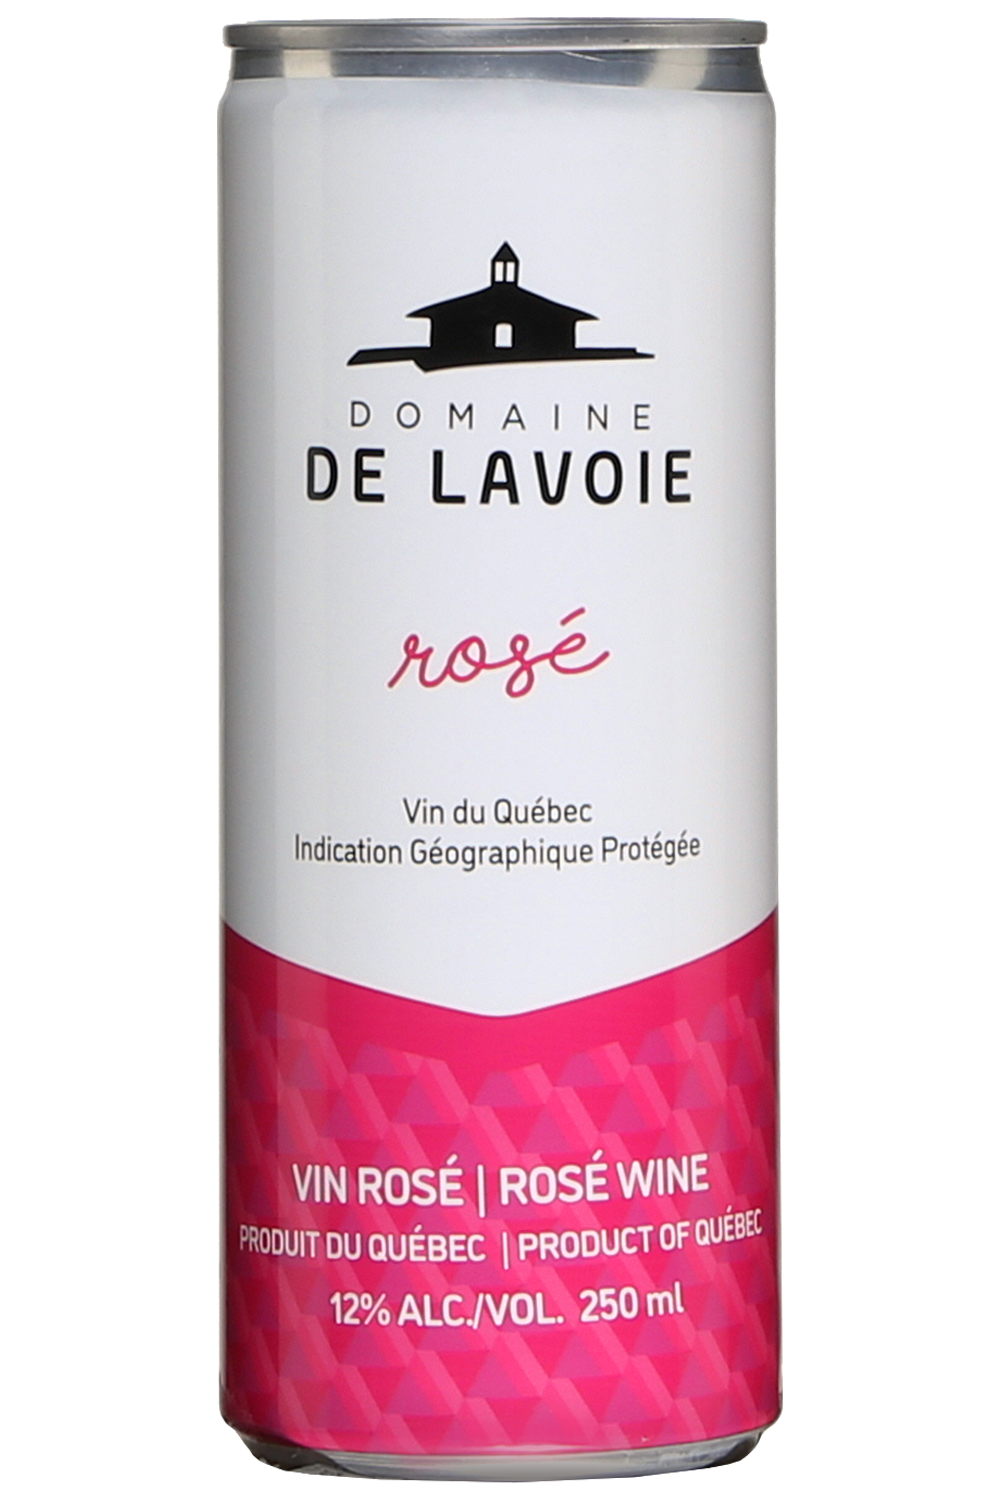 DOMAINE
DE LAVOIE
rosé
Vin du Québec
Indication Géographique Protégée
VIN ROSÉ | ROSÉ WINE
PRODUIT DU QUÉBEC | PRODUCT OF QUÉBEC
12% ALC./VOL. 250 ml